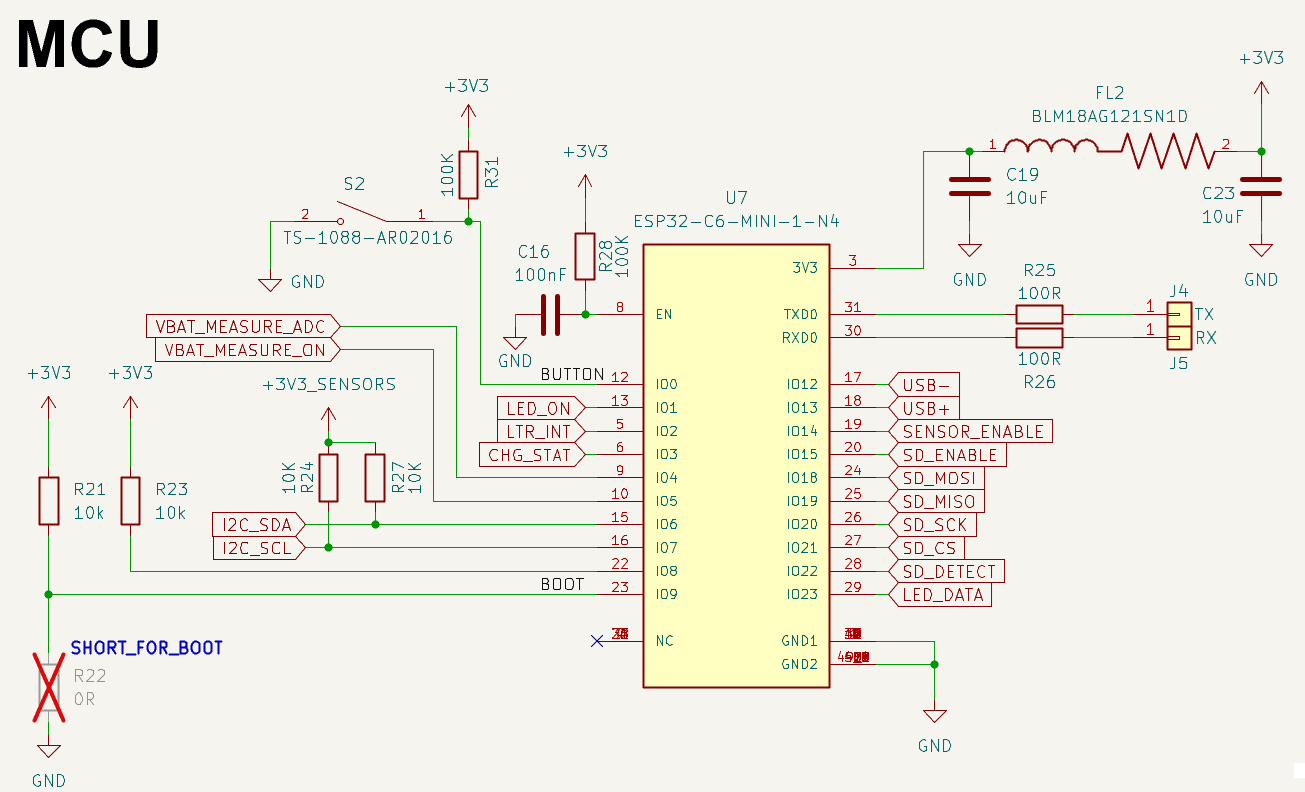 MCU
+3V3
100K
R31
S2
2
1
TS-1088-AR02016
GND
+3V3
R28
100K
C16
100nF
GND
U7
ESP32-C6-MINI-1-N4
+3V3
FL2
BLM18AG121SN1D
1
2
C19
10uF
C23
10uF
GND
GND
3V3
3
R25
100R
J4
8
EN
TXD0
31
1
TX
RXD0
30
1
RX
100R
R26
J5
VBAT_MEASURE_ADC
VBAT_MEASURE_ON
+3V3
+3V3
+3V3_SENSORS
BUTTON
12
IO0
IO12
17
USB-
LED_ON
13
IO1
IO13
18
USB+
LTR_INT
5
IO2
IO14
19
SENSOR_ENABLE
CHG_STAT
6
IO3
IO15
20
SD_ENABLE
10K
R24
R27
10K
9
IO4
IO18
24
SD_MOSI
R21
10k
R23
10k
10
IO5
IO19
25
SD_MISO
I2C_SDA
15
IO6
IO20
26
SD_SCK
I2C_SCL
16
IO7
IO21
27
SD_CS
22
IO8
IO22
28
SD_DETECT
BOOT
23
IO9
IO23
29
LED_DATA
NC
GND1
GND2
SHORT_FOR_BOOT
R22
0R
GND
GND